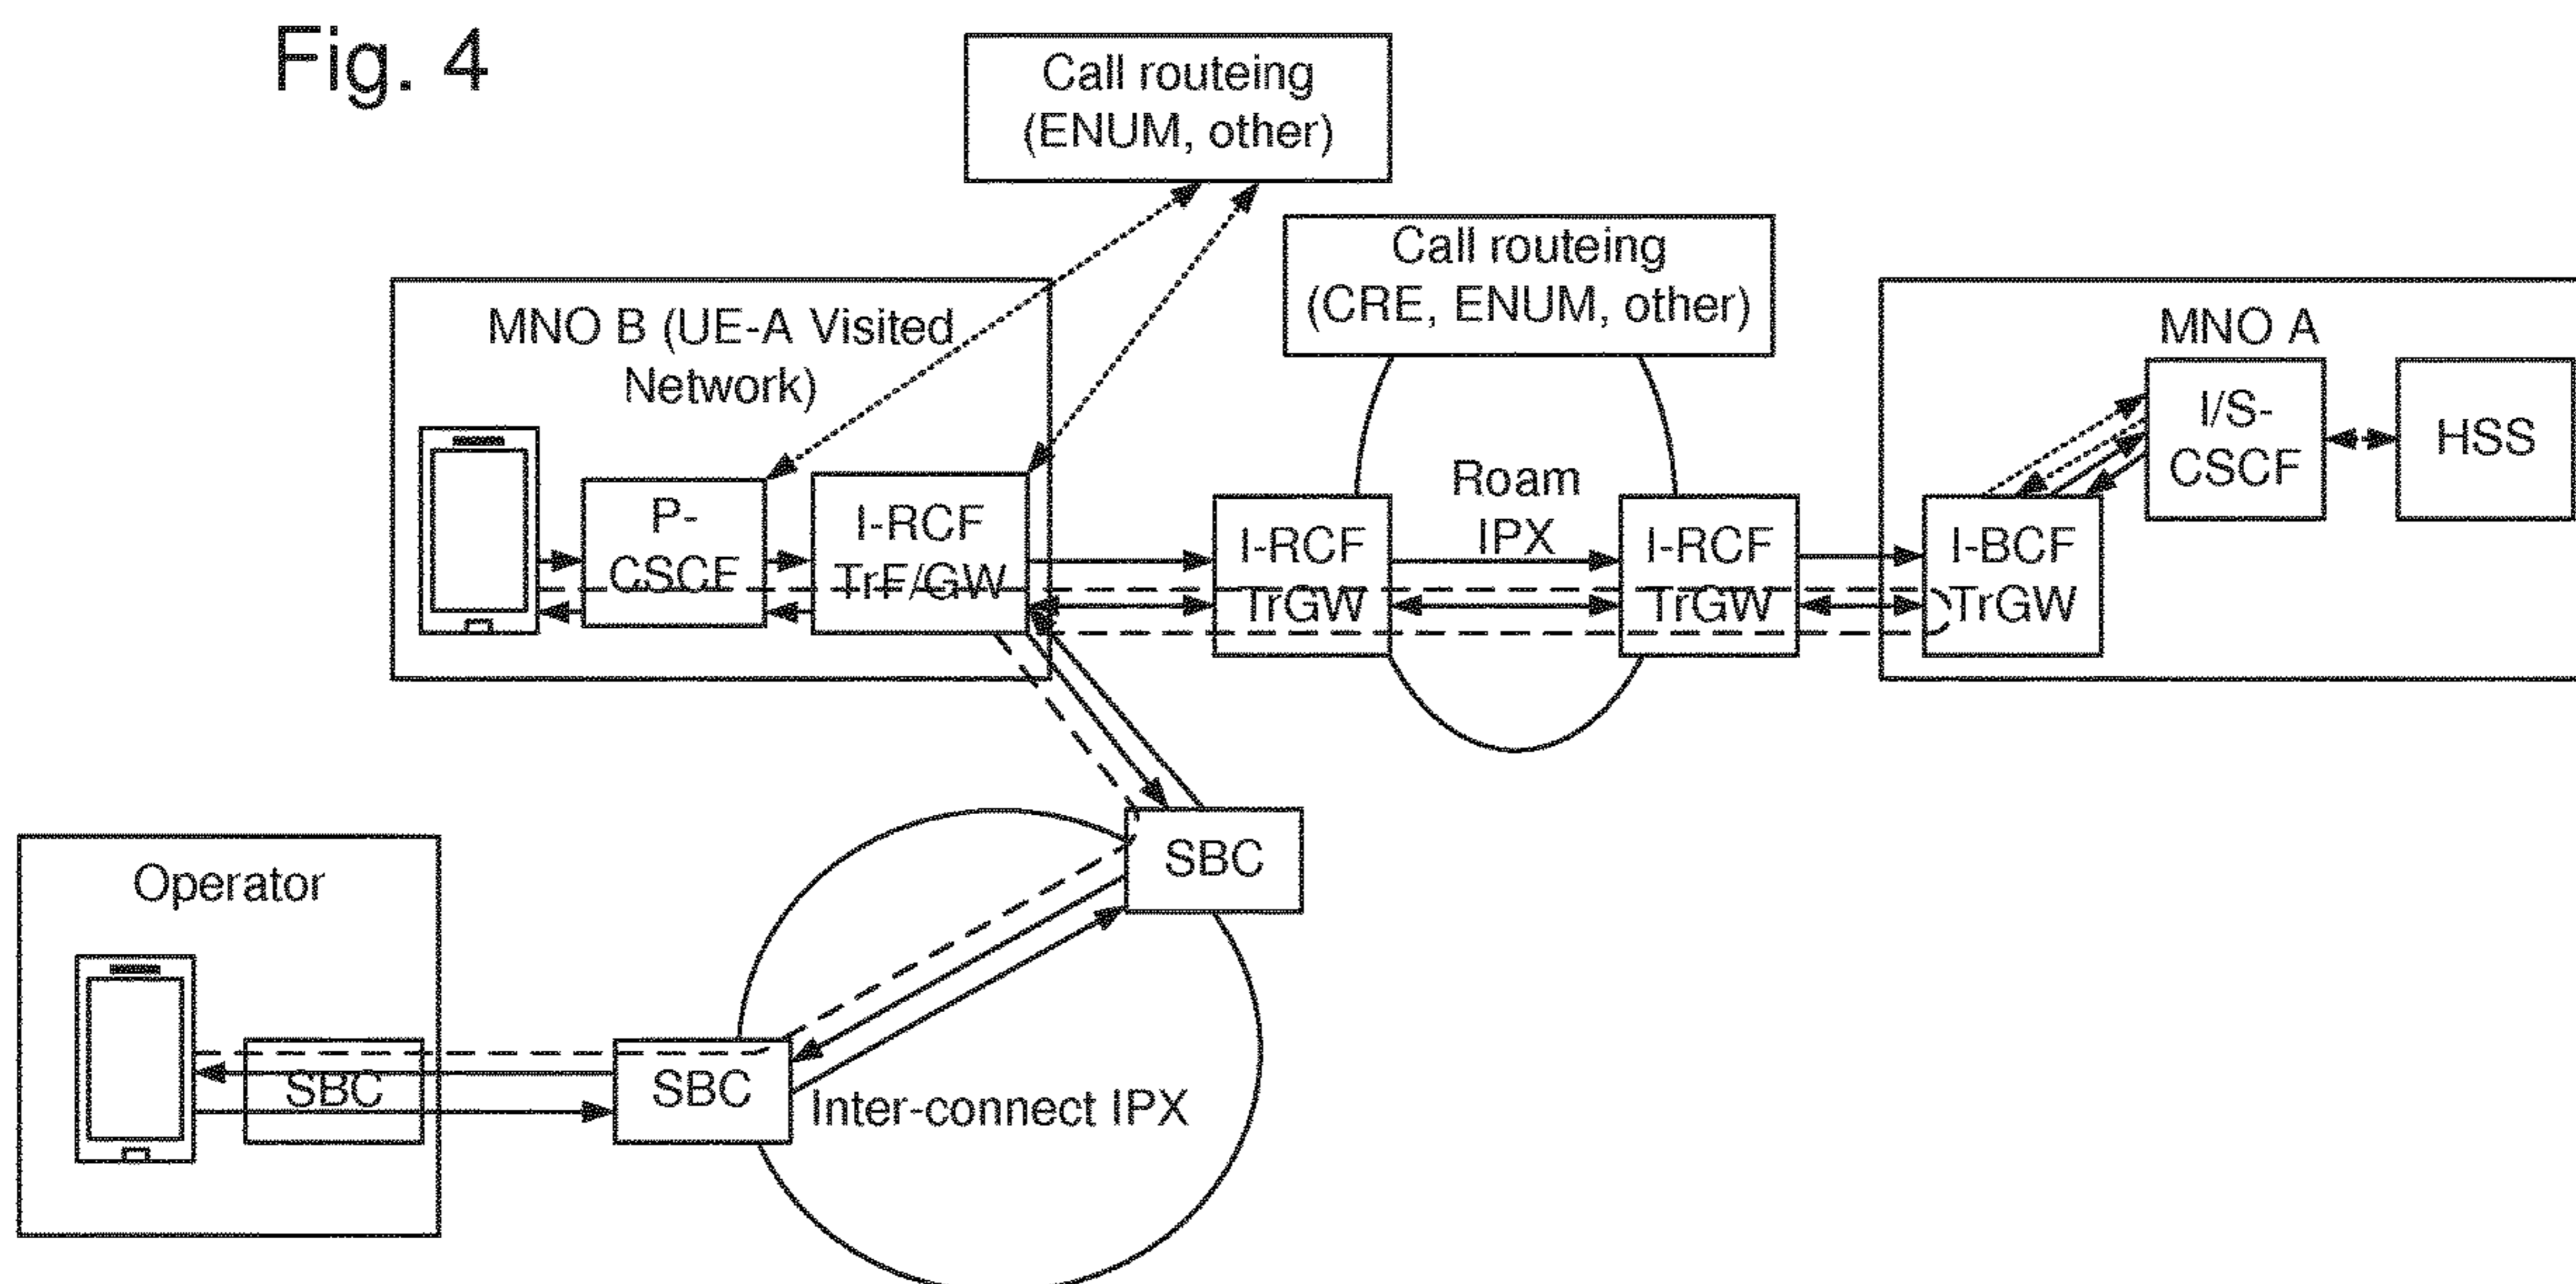 Fig. 4
Call routeing
(ENUM, other)
Call routeing
(CRE, ENUM, other)
MNO B (UE-A Visited
Network)
MNO A
P-
CSCF
I-RCF
TrF/GW
I-RCF
TrGW
Roam
IPX
I-RCF
TrGW
I-BCF
TrGW
I/S-
CSCF
HSS
SBC
Operator
SBC
SBC
Inter-connect IPX